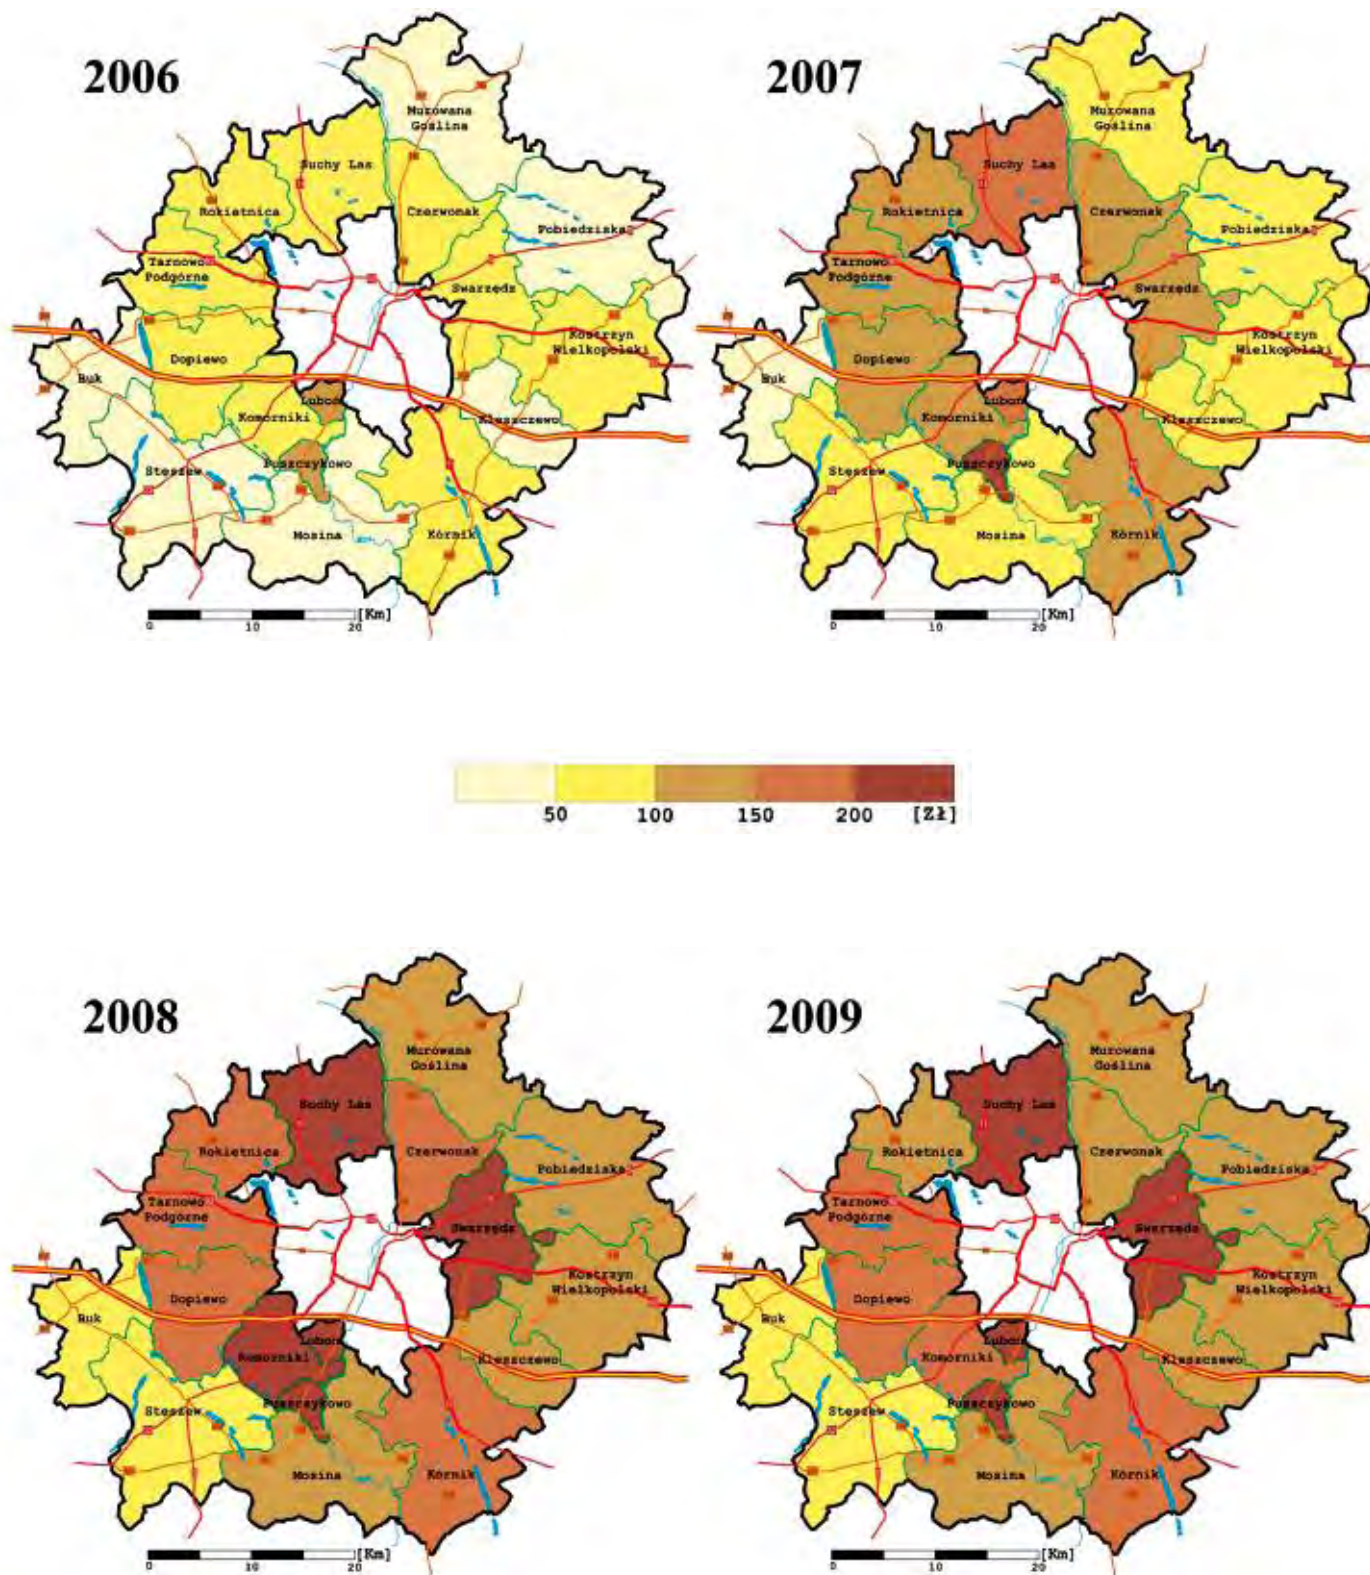 2006
Murowana
Goślina
Suchy Las
Rokietnica
Czerwonak
Pobiedziska
Tarnowo
Podgórne
Swarzędz
Kostrzyn
Wielkopolski
Dopiewo
Buk
Luboń
Komorniki
Kleszczewo
Puszczykowo
Stęszew
Mosina
Kórnik
0 10 20 [Km]
2007
Murowana
Goślina
Suchy Las
Rokietnica
Czerwonak
Pobiedziska
Tarnowo
Podgórne
Swarzędz
Kostrzyn
Wielkopolski
Dopiewo
Buk
Luboń
Komorniki
Kleszczewo
Puszczykowo
Stęszew
Mosina
Kórnik
0 10 20 [Km]
50 100 150 200 [Zł]
2008
Murowana
Goślina
Suchy Las
Rokietnica
Czerwonak
Pobiedziska
Tarnowo
Podgórne
Swarzędz
Kostrzyn
Wielkopolski
Dopiewo
Buk
Luboń
Komorniki
Kleszczewo
Puszczykowo
Stęszew
Mosina
Kórnik
0 10 20 [Km]
2009
Murowana
Goślina
Suchy Las
Rokietnica
Czerwonak
Pobiedziska
Tarnowo
Podgórne
Swarzędz
Kostrzyn
Wielkopolski
Dopiewo
Buk
Luboń
Komorniki
Kleszczewo
Puszczykowo
Stęszew
Mosina
Kórnik
0 10 20 [Km]